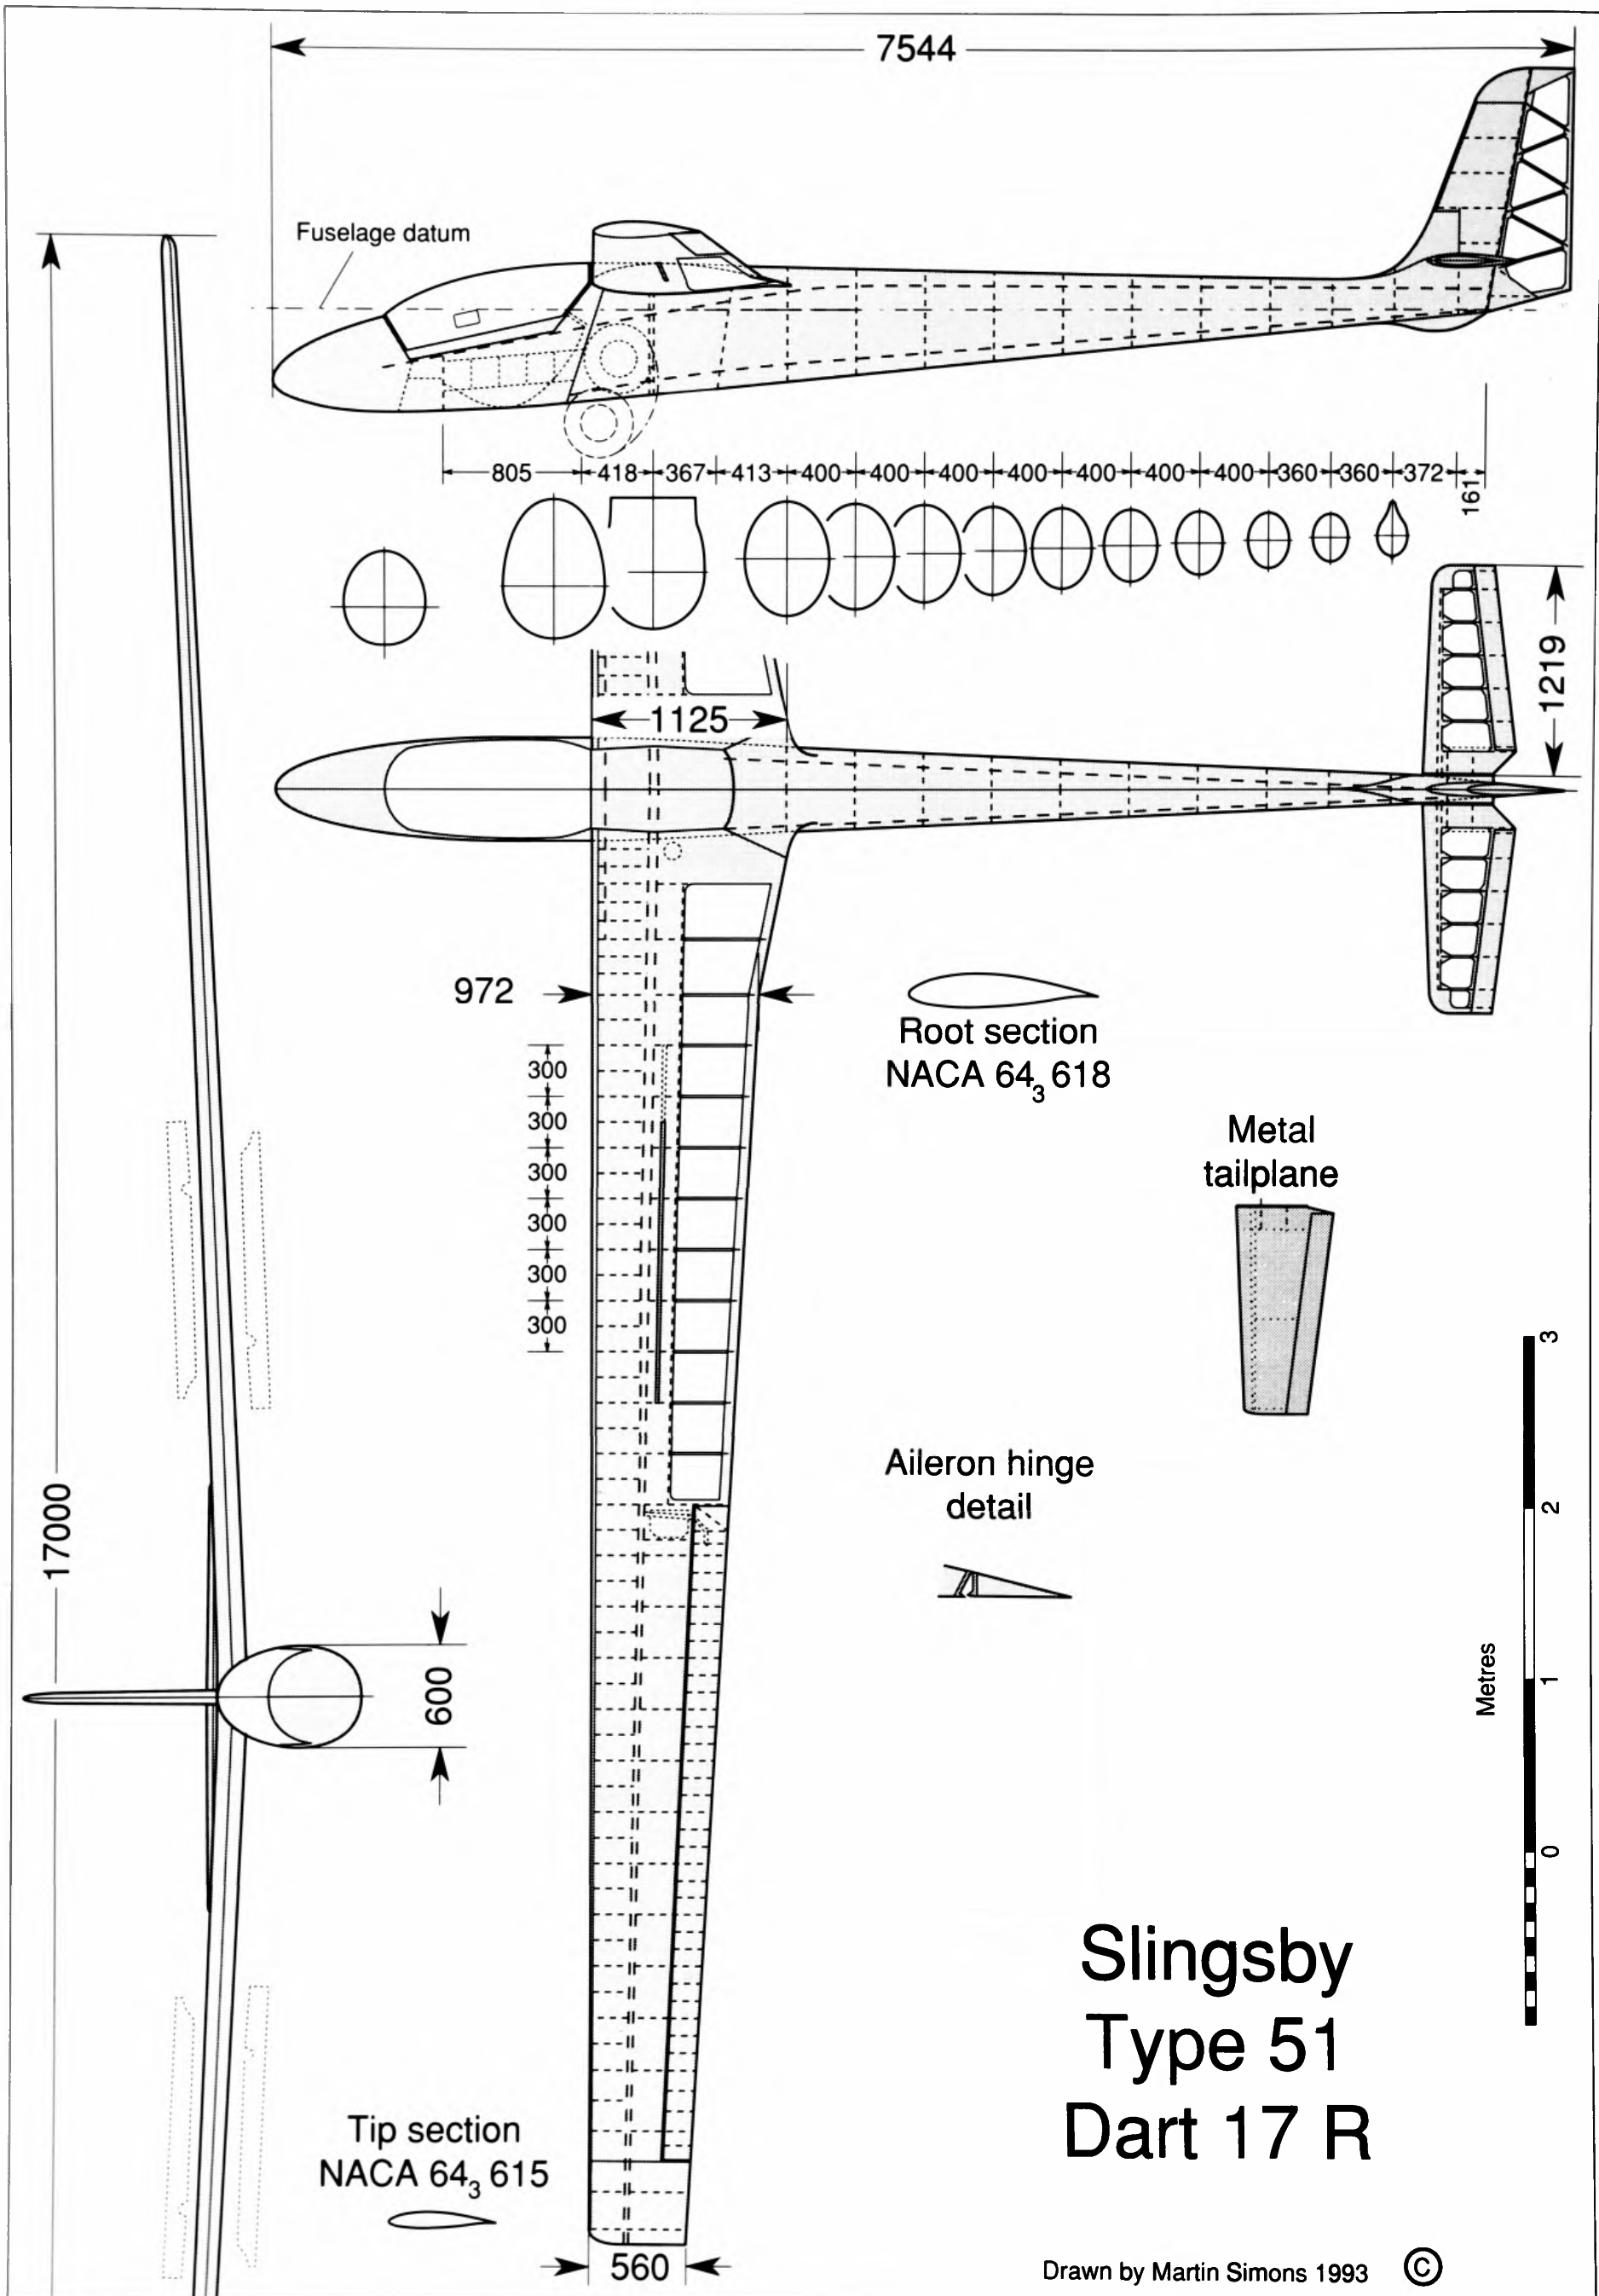 7544
Fuselage datum
805 418 367 413 400 400 400 400 400 400 400 360 360 372 161
1219
1125
972
Root section
NACA 64₃ 618
300
300
300
300
300
300
Metal
tailplane
3
2
1
0
Metres
Aileron hinge
detail
17000
600
Slingsby
Type 51
Dart 17 R
Tip section
NACA 64₃ 615
560
Drawn by Martin Simons 1993 ©